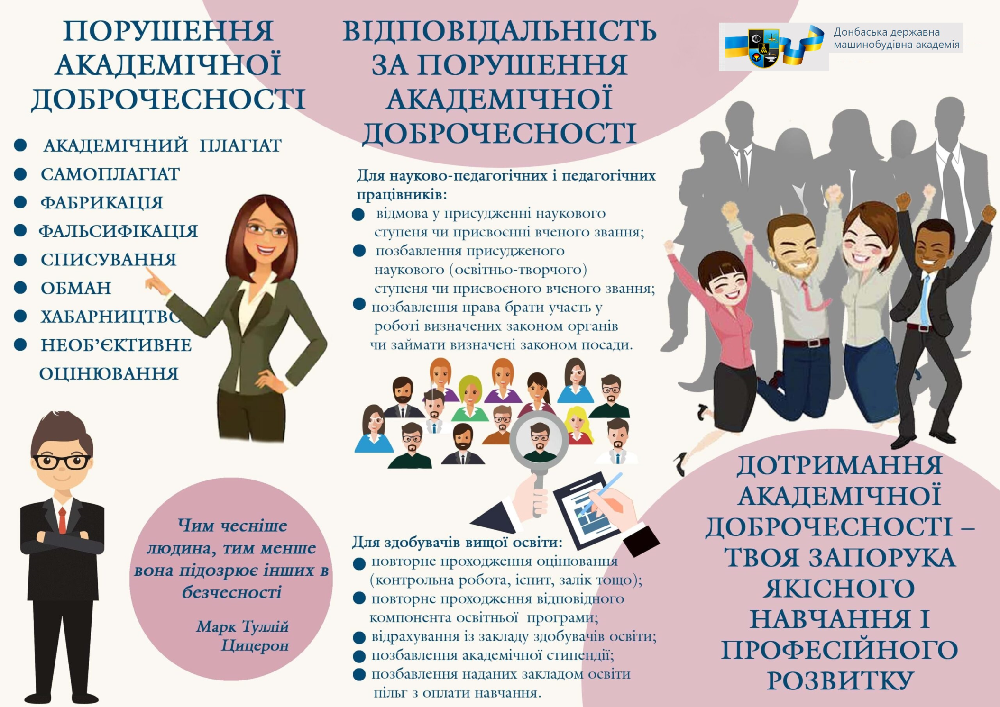 ПОРУШЕННЯ
АКАДЕМІЧНОЇ
ДОБРОЧЕСНОСТІ
АКАДЕМІЧНИЙ ПЛАГІАТ
САМОПЛАГІАТ
ФАБРИКАЦІЯ
ФАЛЬСИФІКАЦІЯ
СПИСУВАННЯ
ОБМАН
ХАБАРНИЦТВО
НЕОБ’ЄКТИВНЕ
ОЦІНЮВАННЯ
Чим чесніше
людина, тим менше
вона підозрює інших в
безчесності
Марк Туллій
Цицерон
ВІДПОВІДАЛЬНІСТЬ
ЗА ПОРУШЕННЯ
АКАДЕМІЧНОЇ
ДОБРОЧЕСНОСТІ
Для науково-педагогічних і педагогічних
працівників:
відмова у присудженні наукового
ступеня чи присвоєнні вченого звання;
позбавлення присудженого
наукового (освітньо-творчого)
ступеня чи присвоєного вченого звання;
позбавлення права брати участь у
роботі визначених законом органів
чи займати визначені законом посади.
Для здобувачів вищої освіти:
повторне проходження оцінювання
(контрольна робота, іспит, залік тощо);
повторне проходження відповідного
компонента освітньої програми;
відрахування із закладу здобувачів освіти;
позбавлення академічної стипендії;
позбавлення наданих закладом освіти
пільг з оплати навчання.
Донбаська державна
машинобудівна академія
ДОТРИМАННЯ
АКАДЕМІЧНОЇ
ДОБРОЧЕСНОСТІ –
ТВОЯ ЗАПОРУКА
ЯКІСНОГО
НАВЧАННЯ І
ПРОФЕСІЙНОГО
РОЗВИТКУ